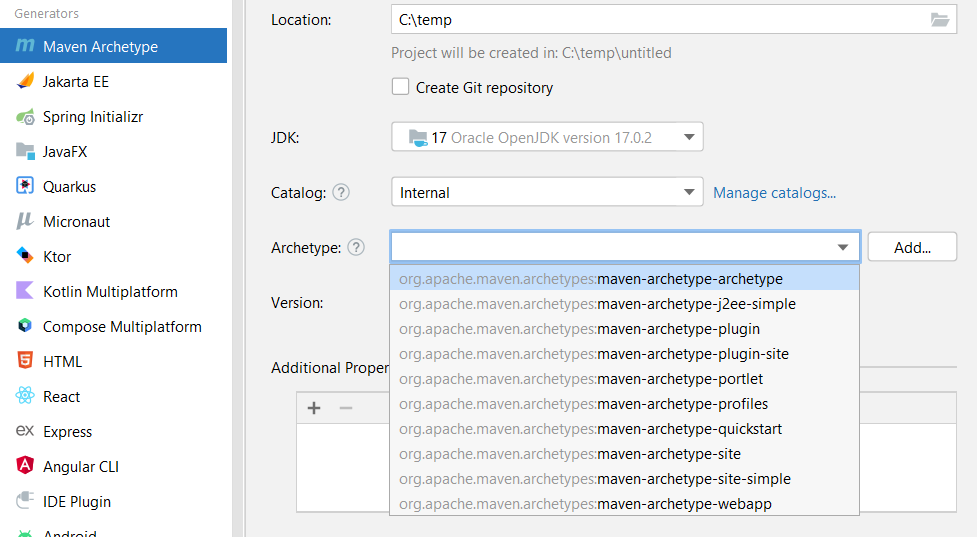 Generators
Maven Archetype
Jakarta EE
Spring Initializr
JavaFX
Quarkus
Micronaut
Ktor
Kotlin Multiplatform
Compose Multiplatform
HTML
React
Express
Angular CLI
IDE Plugin
Android
Location:
C:\temp
Project will be created in: C:\temp\untitled
Create Git repository
JDK:
17 Oracle OpenJDK version 17.0.2
Catalog: ?
Internal
Manage catalogs...
Archetype: ?
Add...
org.apache.maven.archetypes:maven-archetype-archetype
org.apache.maven.archetypes:maven-archetype-j2ee-simple
org.apache.maven.archetypes:maven-archetype-plugin
org.apache.maven.archetypes:maven-archetype-plugin-site
org.apache.maven.archetypes:maven-archetype-portlet
org.apache.maven.archetypes:maven-archetype-profiles
org.apache.maven.archetypes:maven-archetype-quickstart
org.apache.maven.archetypes:maven-archetype-site
org.apache.maven.archetypes:maven-archetype-site-simple
org.apache.maven.archetypes:maven-archetype-webapp
Version:
Additional Proper